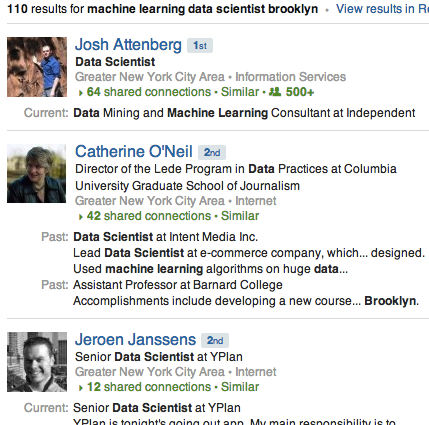 110 results for machine learning data scientist brooklyn • View results in Re
Josh Attenberg 1st
Data Scientist
Greater New York City Area • Information Services
64 shared connections • Similar • 500+
Current: Data Mining and Machine Learning Consultant at Independent
Catherine O'Neil 2nd
Director of the Lede Program in Data Practices at Columbia
University Graduate School of Journalism
Greater New York City Area • Internet
42 shared connections • Similar
Past: Data Scientist at Intent Media Inc.
Lead Data Scientist at e-commerce company, which... designed.
Used machine learning algorithms on huge data...
Past: Assistant Professor at Barnard College
Accomplishments include developing a new course... Brooklyn.
Jeroen Janssens 2nd
Senior Data Scientist at YPlan
Greater New York City Area • Internet
12 shared connections • Similar
Current: Senior Data Scientist at YPlan
YPlan is tonight's going out app. My main responsibility is to